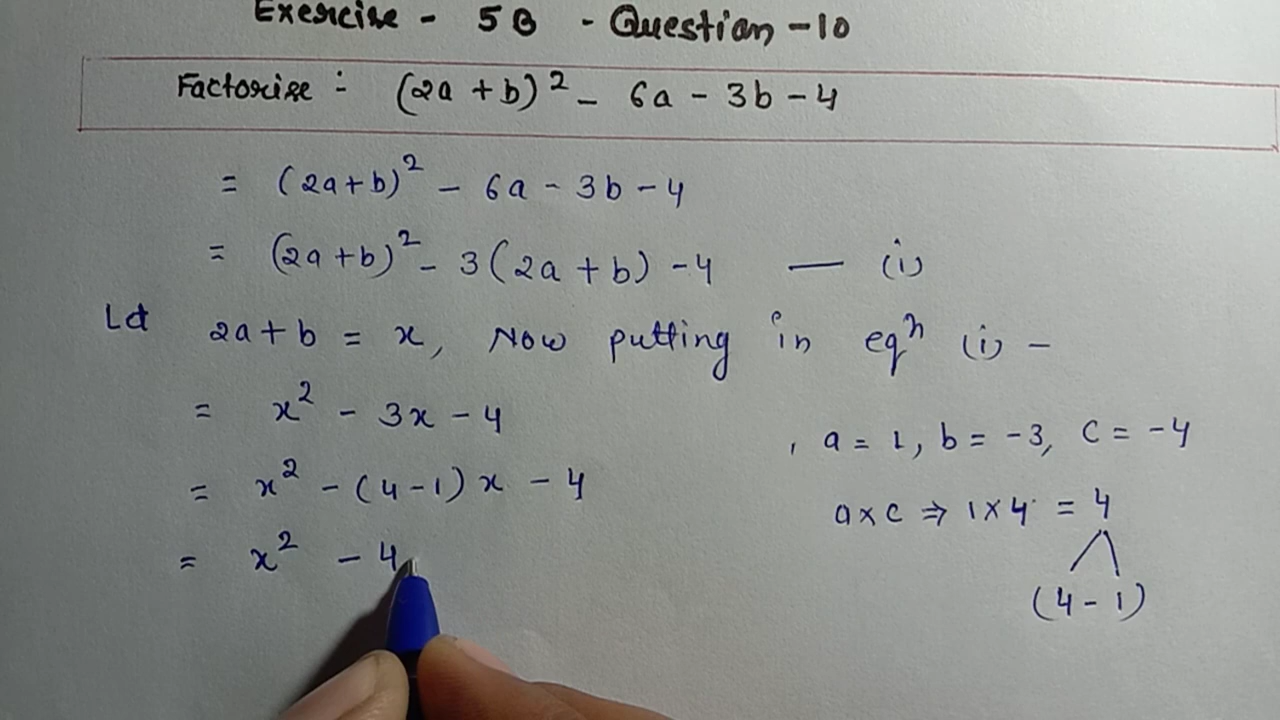 Exercise - 5B - Question - 10
Factorise :- (2a + b)² - 6a - 3b - 4
= (2a+b)² - 6a - 3b - 4
= (2a+b)² - 3(2a + b) - 4 — (i)
Let 2a + b = x, Now putting in eqⁿ (i) -
= x² - 3x - 4
, a = 1, b = -3, C = -4
= x² - (4-1)x - 4
a×c ⇒ 1×4 = 4
= x² - 4
(4-1)